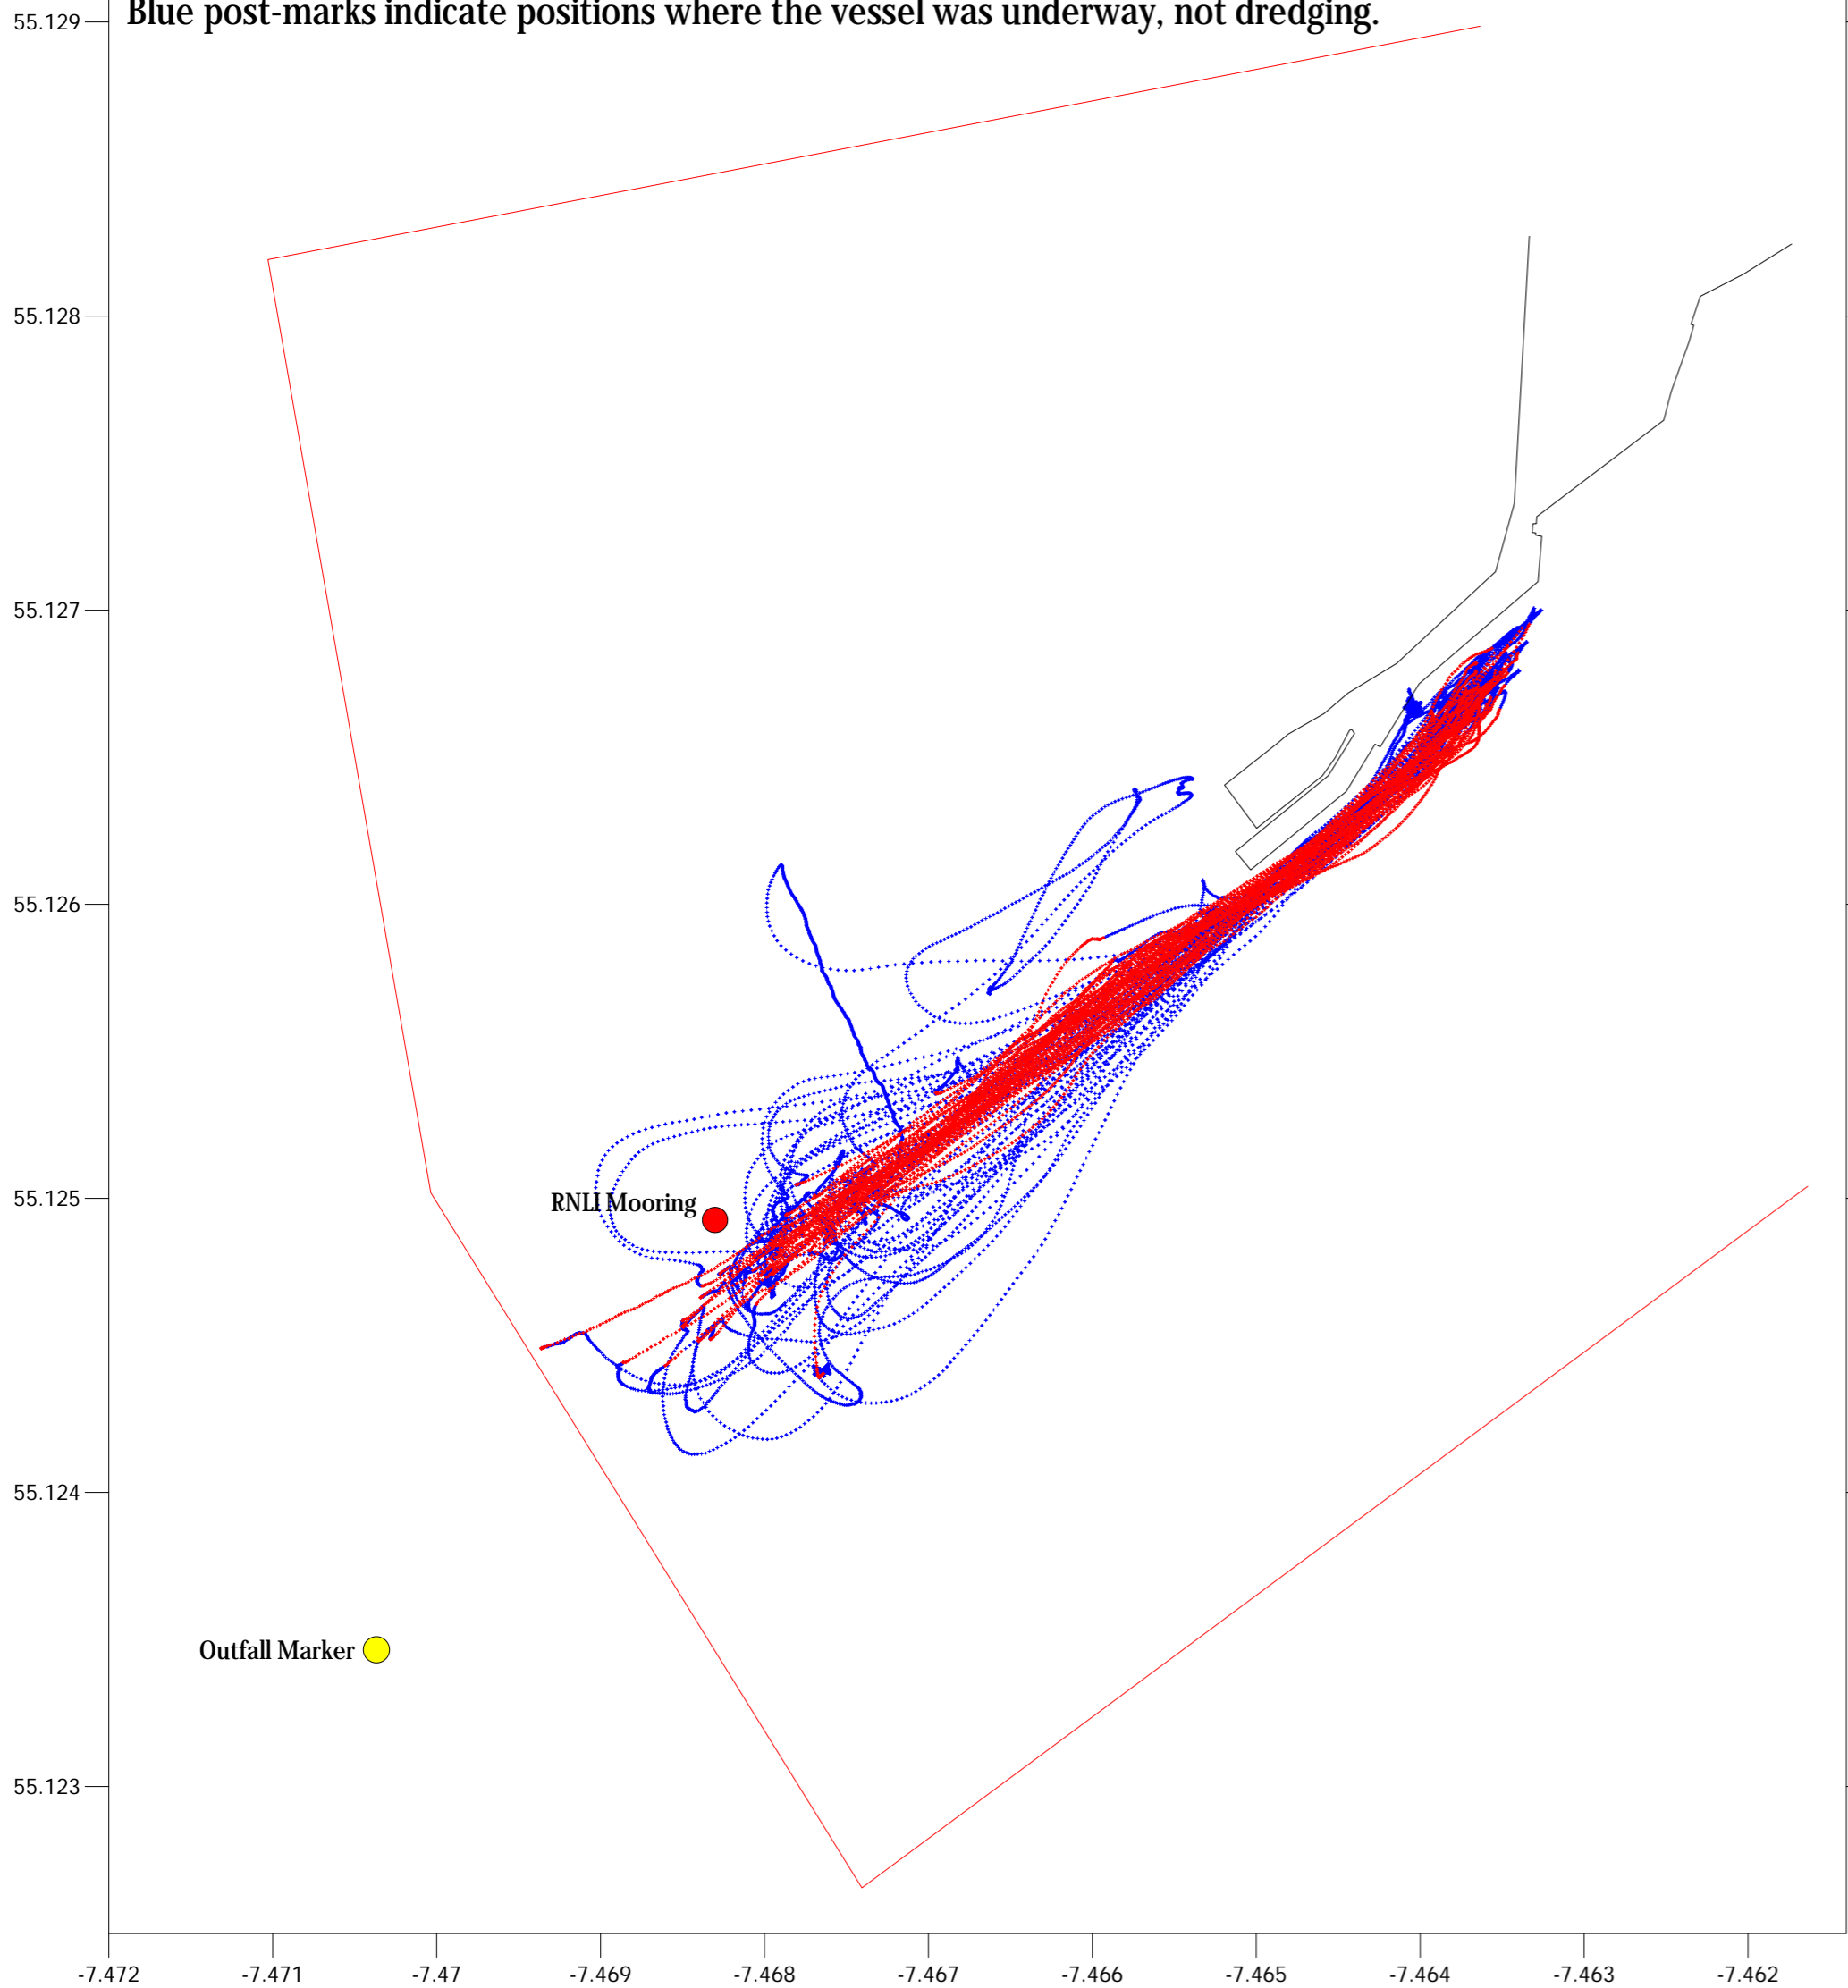 Blue post-marks indicate positions where the vessel was underway, not dredging.
55.129
55.128
55.127
55.126
55.125
RNLI Mooring
55.124
Outfall Marker
55.123
-7.472 -7.471 -7.47 -7.469 -7.468 -7.467 -7.466 -7.465 -7.464 -7.463 -7.462